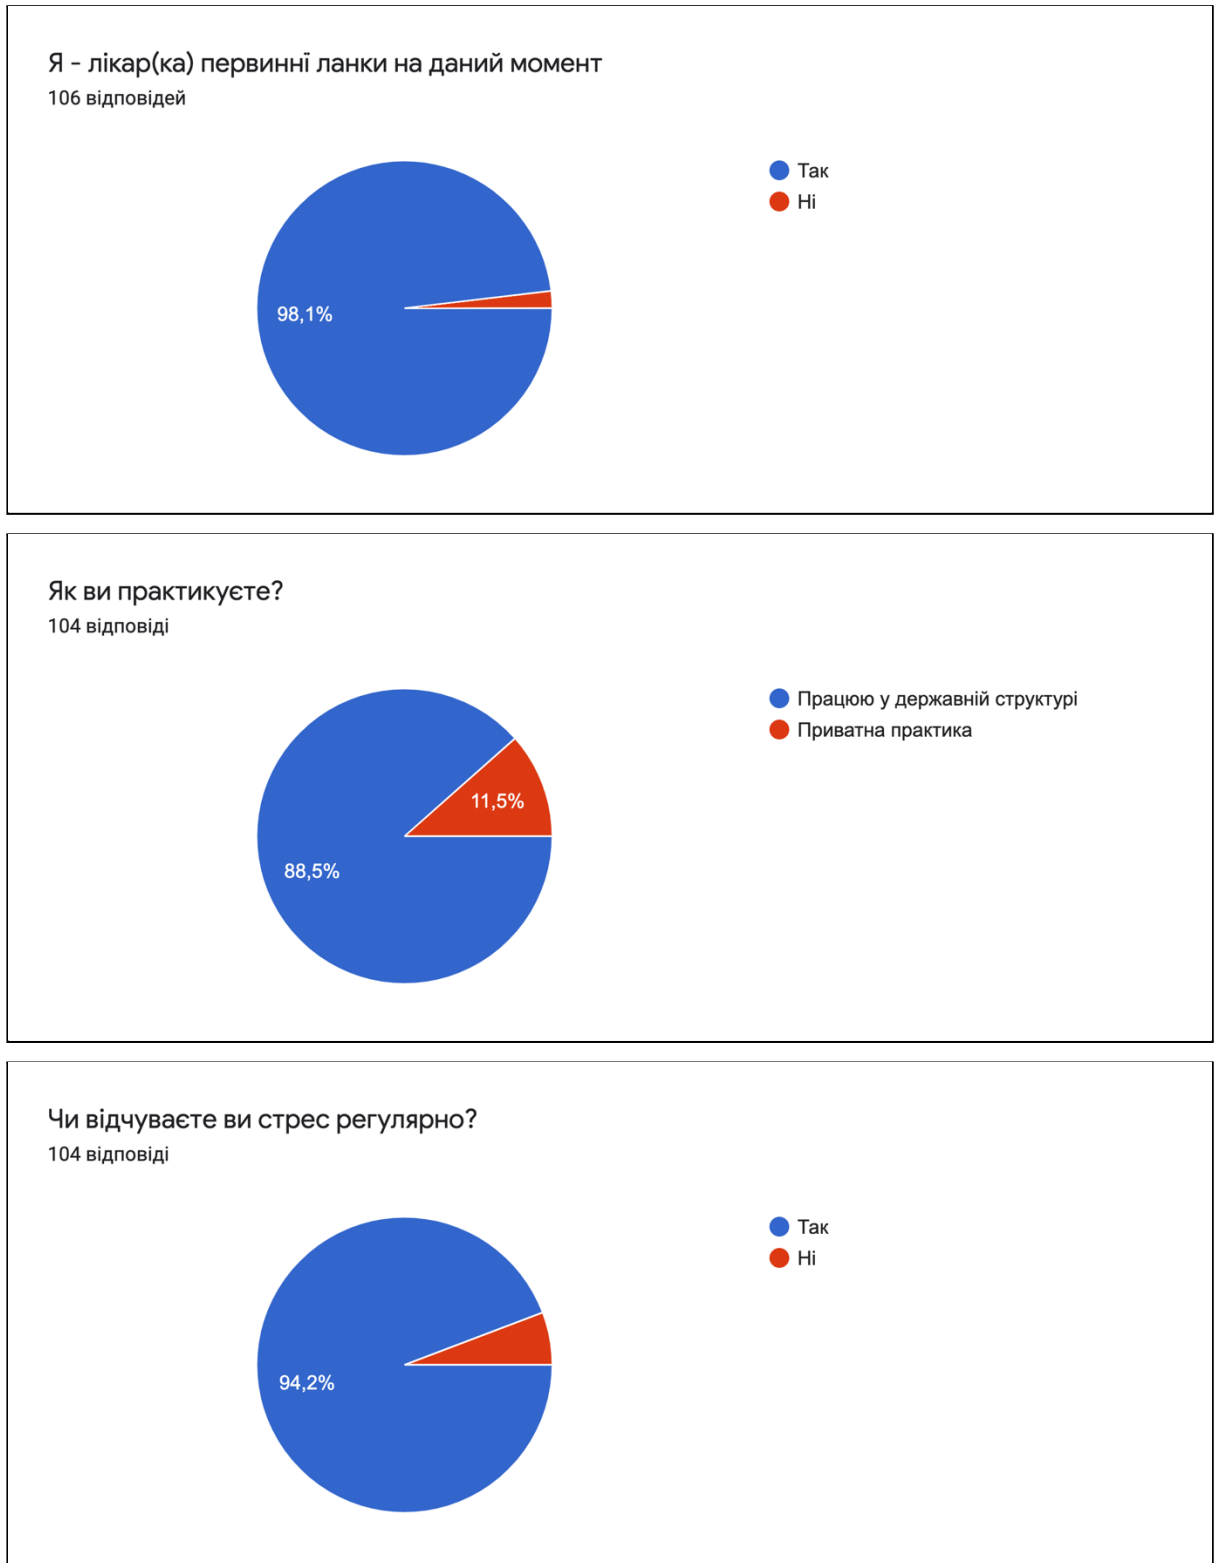 Я - лікар(ка) первинні ланки на даний момент
106 відповідей
Так
Ні
98,1%
Як ви практикуєте?
104 відповіді
Працюю у державній структурі
Приватна практика
11,5%
88,5%
Чи відчуваєте ви стрес регулярно?
104 відповіді
Так
Ні
94,2%